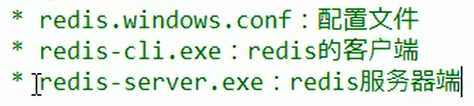 * redis.windows.conf：配置文件
* redis-cli.exe：redis的客户端
* redis-server.exe：redis服务器端